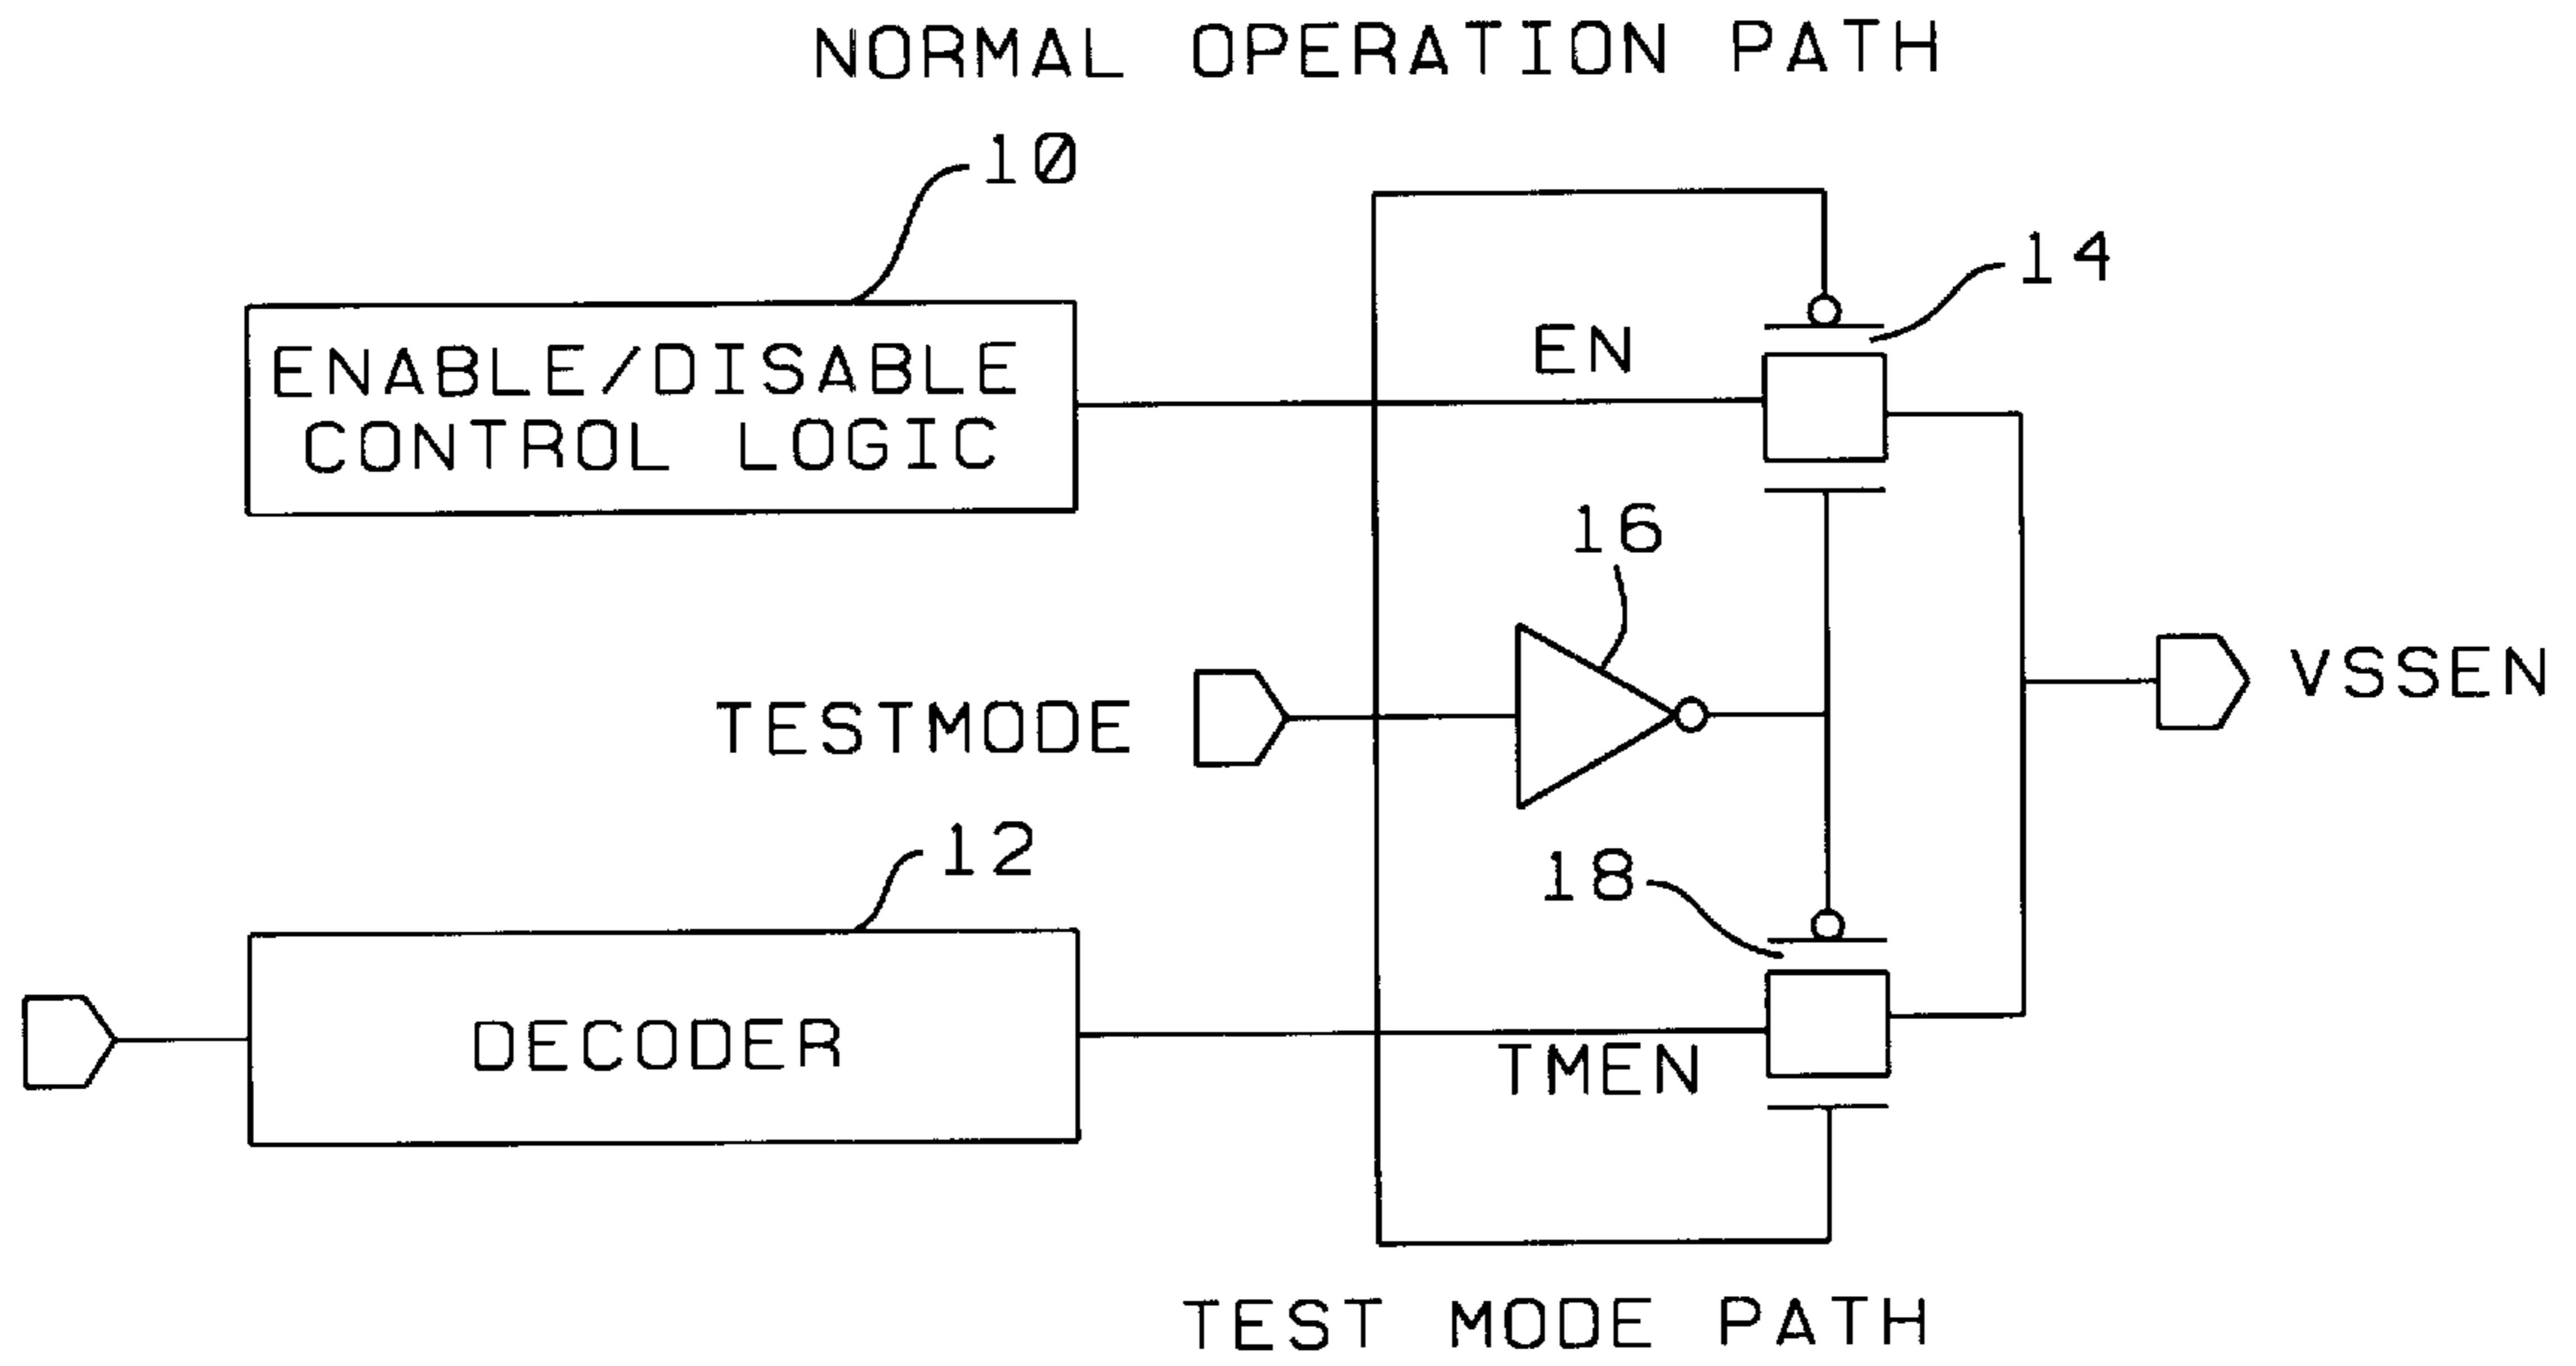 NORMAL OPERATION PATH
10
14
EN
ENABLE/DISABLE
CONTROL LOGIC
16
VSSEN
TESTMODE
12
18
DECODER
TMEN
TEST MODE PATH